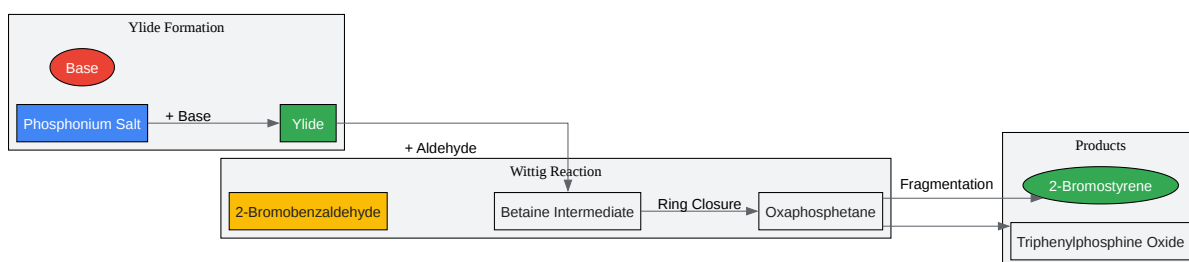 Ylide Formation
Base
Phosphonium Salt
+ Base
Ylide
+ Aldehyde
Wittig Reaction
2-Bromobenzaldehyde
Betaine Intermediate
Ring Closure
Oxaphosphetane
Fragmentation
Products
2-Bromostyrene
Triphenylphosphine Oxide